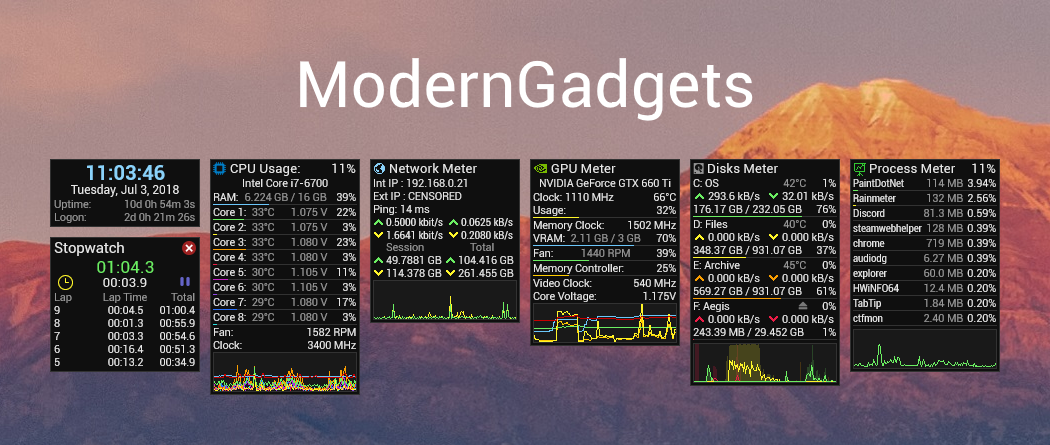 ModernGadgets
11:03:46
Tuesday, Jul 3, 2018
Uptime: 10d 0h 54m 3s
Logon: 2d 0h 21m 26s
Stopwatch
01:04.3
00:03.9
Lap Lap Time Total
9 00:04.5 01:00.4
8 00:01.3 00:55.9
7 00:03.3 00:54.6
6 00:16.4 00:51.3
5 00:13.2 00:34.9
CPU Usage: 11%
Intel Core i7-6700
RAM: 6.224 GB / 16 GB 39%
Core 1: 33°C 1.075 V 22%
Core 2: 33°C 1.075 V 3%
Core 3: 33°C 1.080 V 23%
Core 4: 33°C 1.080 V 3%
Core 5: 30°C 1.105 V 11%
Core 6: 30°C 1.105 V 3%
Core 7: 29°C 1.080 V 17%
Core 8: 29°C 1.080 V 3%
Fan: 1582 RPM
Clock: 3400 MHz
Network Meter
Int IP : 192.168.0.21
Ext IP : CENSORED
Ping: 14 ms
0.5000 kbit/s 0.0625 kB/s
1.6641 kbit/s 0.2080 kB/s
Session Total
49.7881 GB 104.416 GB
114.378 GB 261.455 GB
GPU Meter
NVIDIA GeForce GTX 660 Ti
Clock: 1110 MHz 66°C
Usage: 32%
Memory Clock: 1502 MHz
VRAM: 2.11 GB / 3 GB 70%
Fan: 1440 RPM 39%
Memory Controller: 25%
Video Clock: 540 MHz
Core Voltage: 1.175V
Disks Meter
C: OS 42°C 1%
293.6 kB/s 32.01 kB/s
176.17 GB / 232.05 GB 76%
D: Files 40°C 0%
0.000 kB/s 0.000 kB/s
348.37 GB / 931.07 GB 37%
E: Archive 45°C 0%
0.000 kB/s 0.000 kB/s
569.27 GB / 931.07 GB 61%
F: Aegis 0%
0.000 kB/s 0.000 kB/s
243.39 MB / 29.452 GB 1%
Process Meter 11%
PaintDotNet 114 MB 3.94%
Rainmeter 132 MB 2.56%
Discord 81.3 MB 0.59%
steamwebhelper 128 MB 0.39%
chrome 719 MB 0.39%
audiodg 6.27 MB 0.39%
explorer 60.0 MB 0.20%
HWiNFO64 12.4 MB 0.20%
TabTip 1.84 MB 0.20%
ctfmon 2.40 MB 0.20%